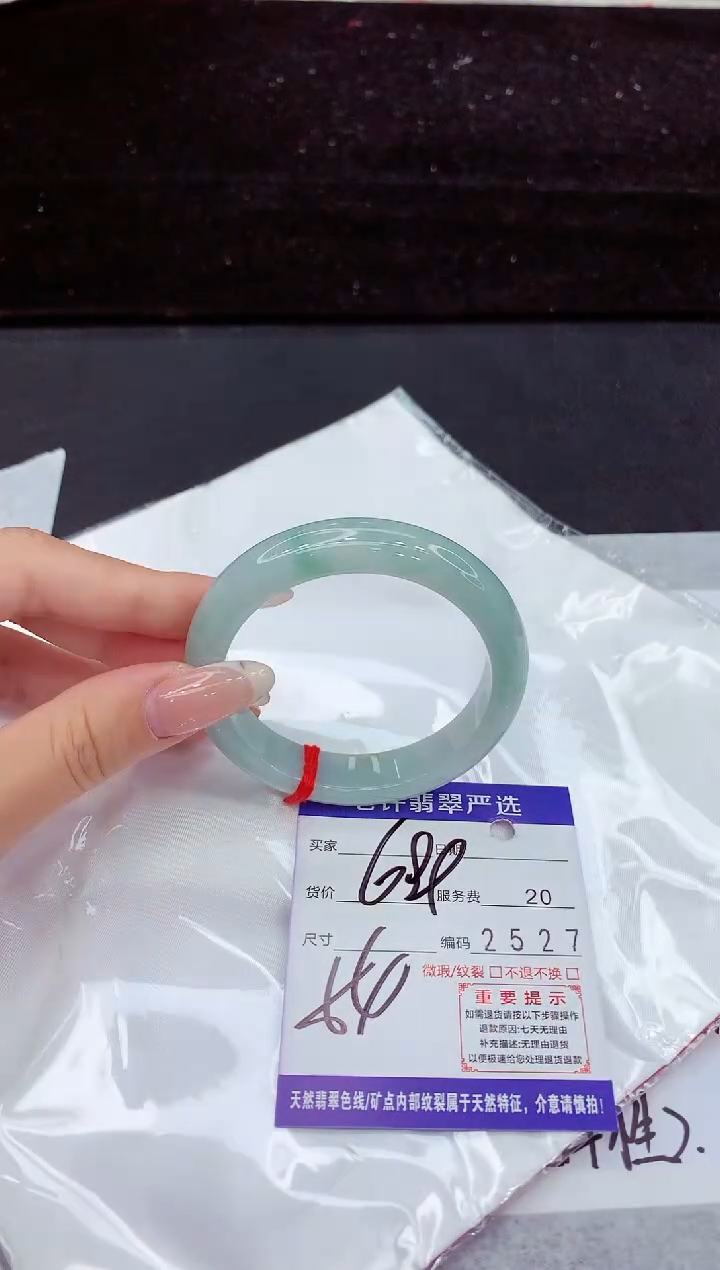 翡翠严选
买家 日期
货价 服务费 20
尺寸 编码 2527
微瑕/纹裂□不退不换□
重要提示
如需退货请按以下步骤操作
退款原因:七天无理由
补充描述:无理由退货
以便极速给您处理退货退款
天然翡翠色线/矿点内部纹裂属于天然特征，介意请慎拍!